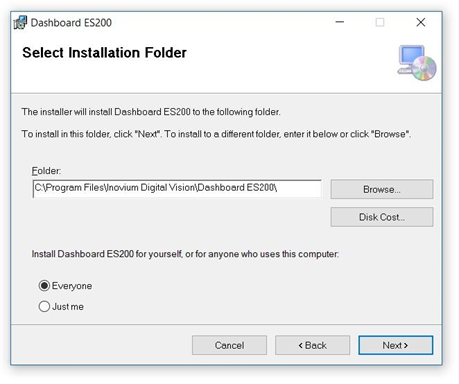 Dashboard ES200
Select Installation Folder
The installer will install Dashboard ES200 to the following folder.
To install in this folder, click "Next". To install to a different folder, enter it below or click "Browse".
Folder:
C:\Program Files\Inovium Digital Vision\Dashboard ES200\
Browse...
Disk Cost...
Install Dashboard ES200 for yourself, or for anyone who uses this computer:
Everyone
Just me
Cancel
< Back
Next >